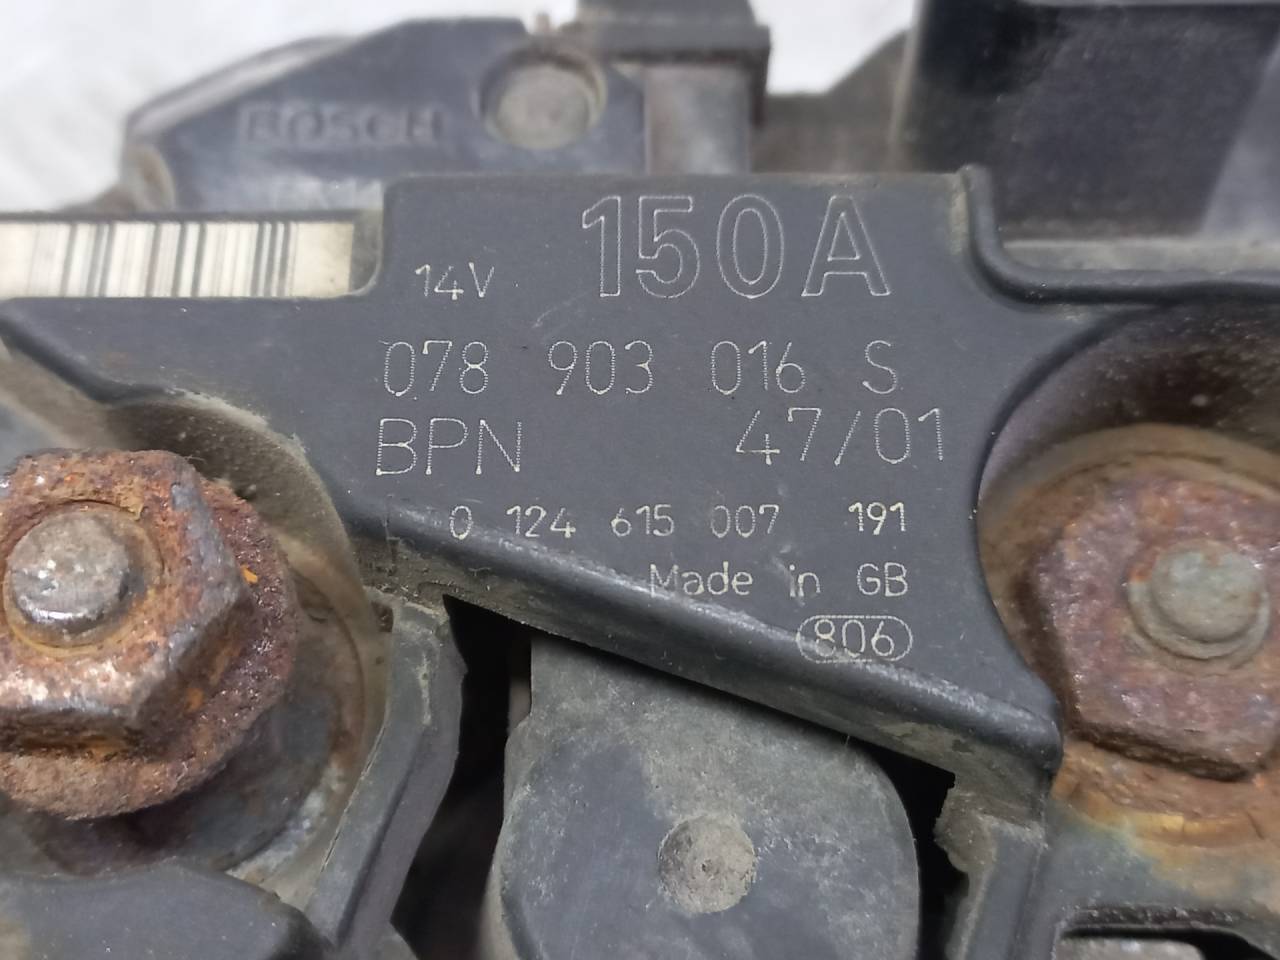 BOSCH
150A
14V
078 903 016 S
BPN 47/01
0 124 615 007 191
Made in GB
806